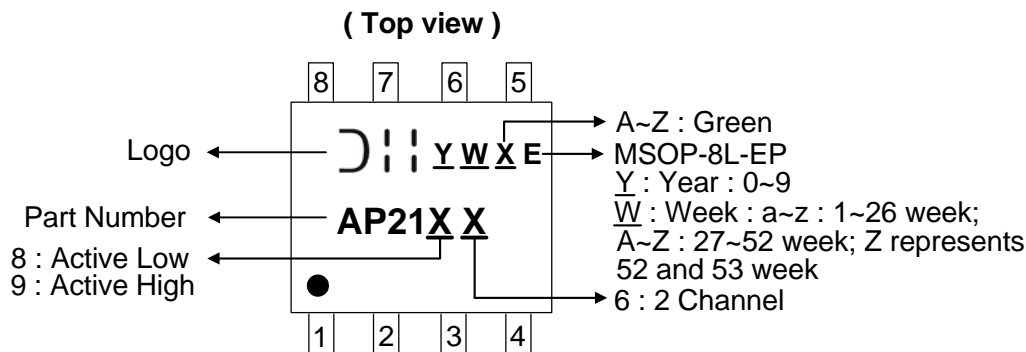 ( Top view )
8 7 6 5
Logo
Y W X E
A~Z : Green
MSOP-8L-EP
Y : Year : 0~9
W : Week : a~z : 1~26 week;
A~Z : 27~52 week; Z represents
52 and 53 week
Part Number
AP21X X
8 : Active Low
9 : Active High
6 : 2 Channel
1 2 3 4